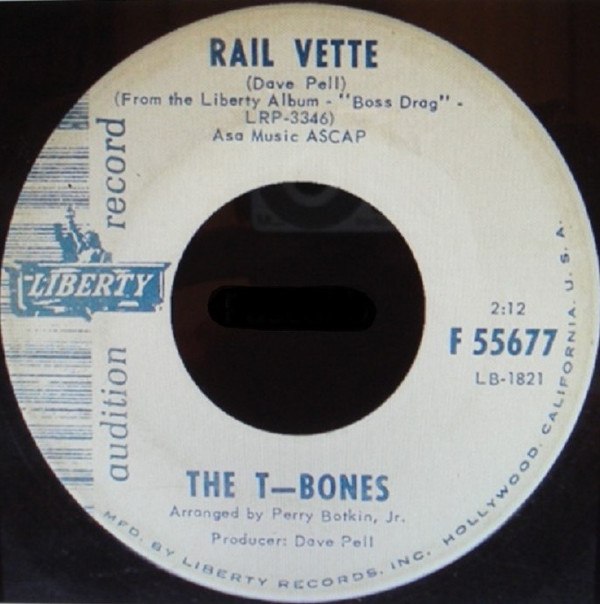 RAIL VETTE
(Dave Pell)
(From the Liberty Album - "Boss Drag" -
LRP-3346)
Asa Music ASCAP
audition record
LIBERTY
2:12
F 55677
LB-1821
THE T—BONES
Arranged by Perry Botkin, Jr.
Producer: Dave Pell
MFD. BY LIBERTY RECORDS, INC. HOLLYWOOD, CALIFORNIA, U. S. A.